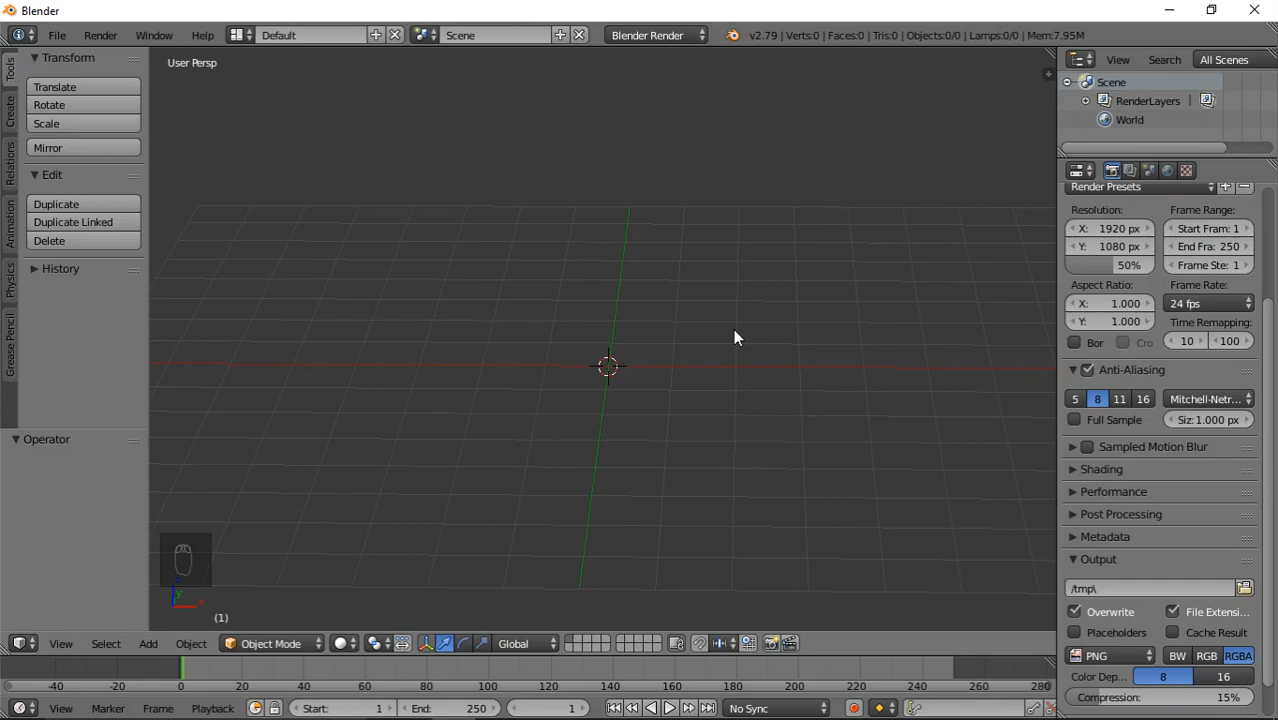 Blender
File Render Window Help Default Scene Blender Render v2.79 | Verts:0 | Faces:0 | Tris:0 | Objects:0/0 | Lamps:0/0 | Mem:7.95M
Tools
Create
Relations
Animation
Physics
Grease Pencil
Transform
Translate
Rotate
Scale
Mirror
Edit
Duplicate
Duplicate Linked
Delete
History
Operator
User Persp
(1)
View Select Add Object Object Mode Global
-40 -20 0 20 40 60 80 100 120 140 160 180 200 220 240 260 280
View Marker Frame Playback Start: 1 End: 250 1 No Sync
View Search All Scenes
Scene
RenderLayers
World
Render Presets
Resolution: Frame Range:
X: 1920 px Start Fram: 1
Y: 1080 px End Fra: 250
50% Frame Ste: 1
Aspect Ratio: Frame Rate:
X: 1.000 24 fps
Y: 1.000 Time Remapping:
Bor Cro 10 100
Anti-Aliasing
5 8 11 16 Mitchell-Netr...
Full Sample Siz: 1.000 px
Sampled Motion Blur
Shading
Performance
Post Processing
Metadata
Output
/tmp\
Overwrite File Extensi...
Placeholders Cache Result
PNG BW RGB RGBA
Color Dep... 8 16
Compression: 15%